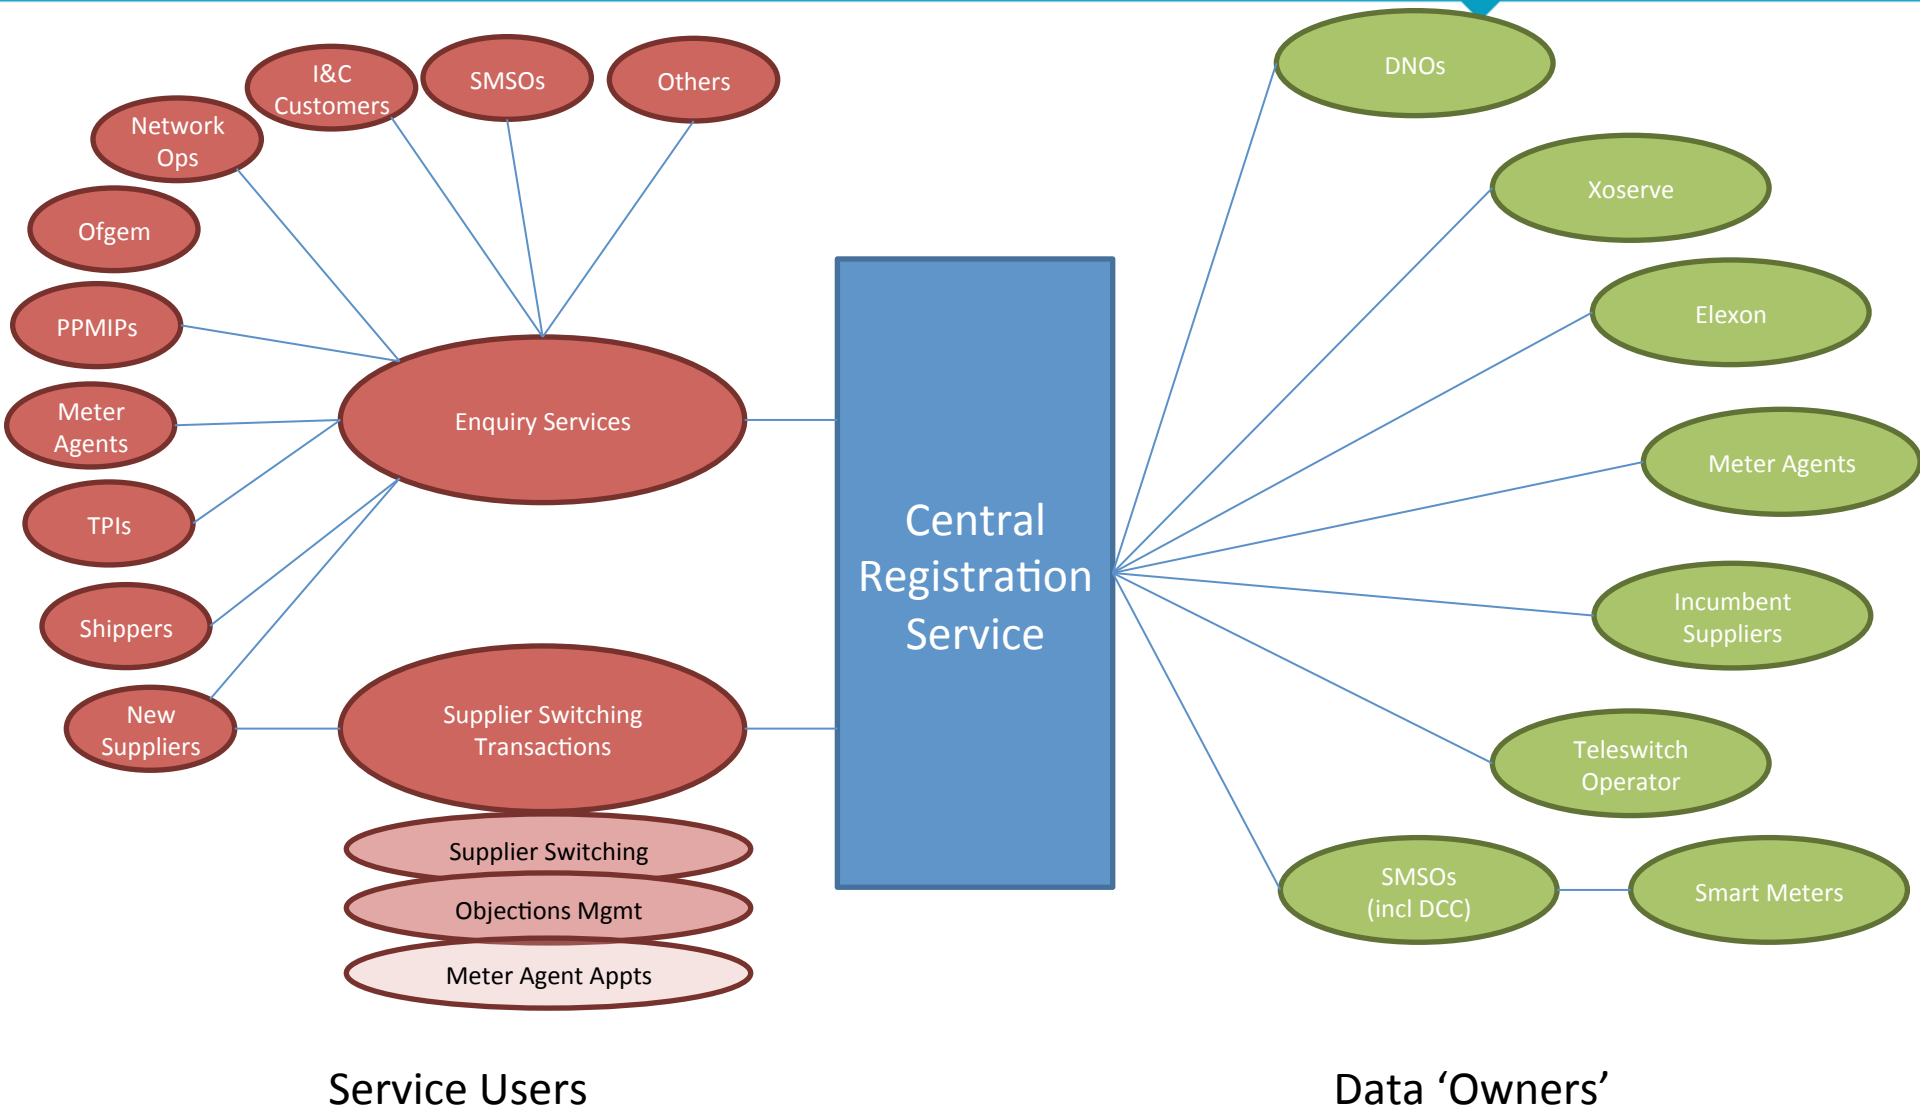 I&C
Customers
SMSOs
Others
Network
Ops
Ofgem
PPMIPs
Meter
Agents
TPIs
Shippers
New
Suppliers
Enquiry Services
Supplier Switching
Transactions
Supplier Switching
Objections Mgmt
Meter Agent Appts
Central
Registration
Service
DNOs
Xoserve
Elexon
Meter Agents
Incumbent
Suppliers
Teleswitch
Operator
SMSOs
(incl DCC)
Smart Meters
Service Users
Data ‘Owners’